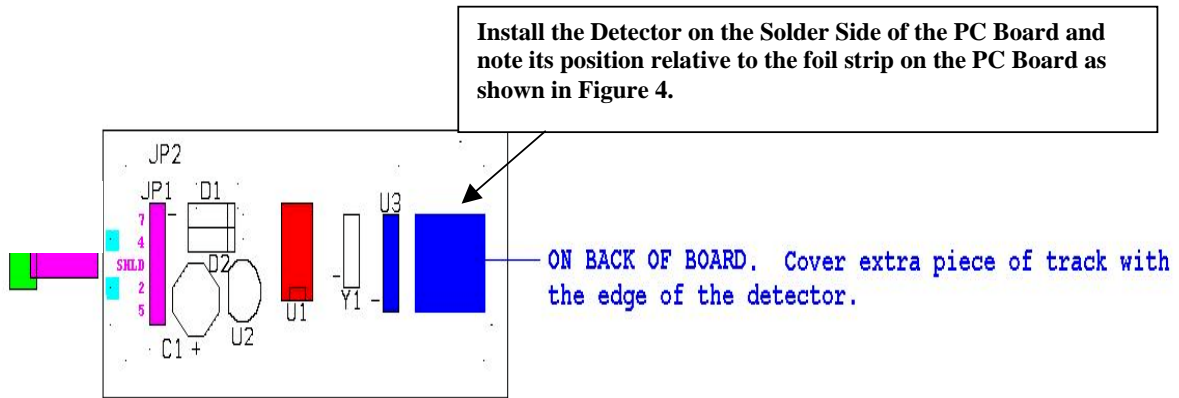 Install the Detector on the Solder Side of the PC Board and
note its position relative to the foil strip on the PC Board as
shown in Figure 4.
JP2
JP1 D1
7
4
SHLD
2
5
D2
C1 +
U2
U1
Y1
U3
ON BACK OF BOARD. Cover extra piece of track with
the edge of the detector.